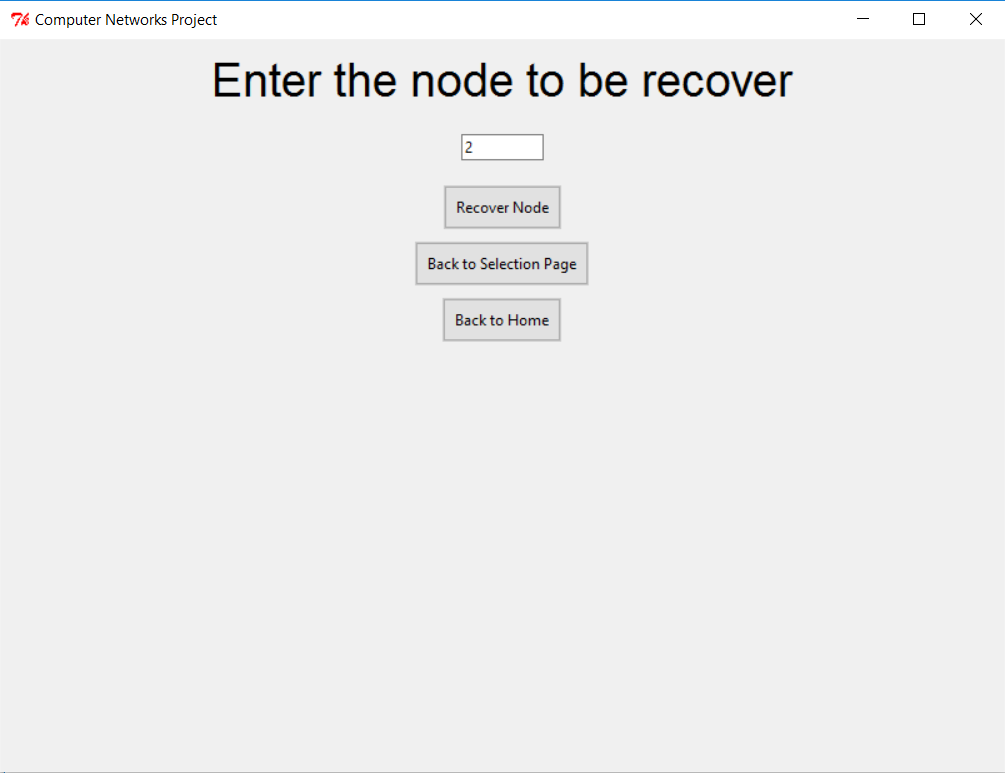 Computer Networks Project
Enter the node to be recover
2
Recover Node
Back to Selection Page
Back to Home